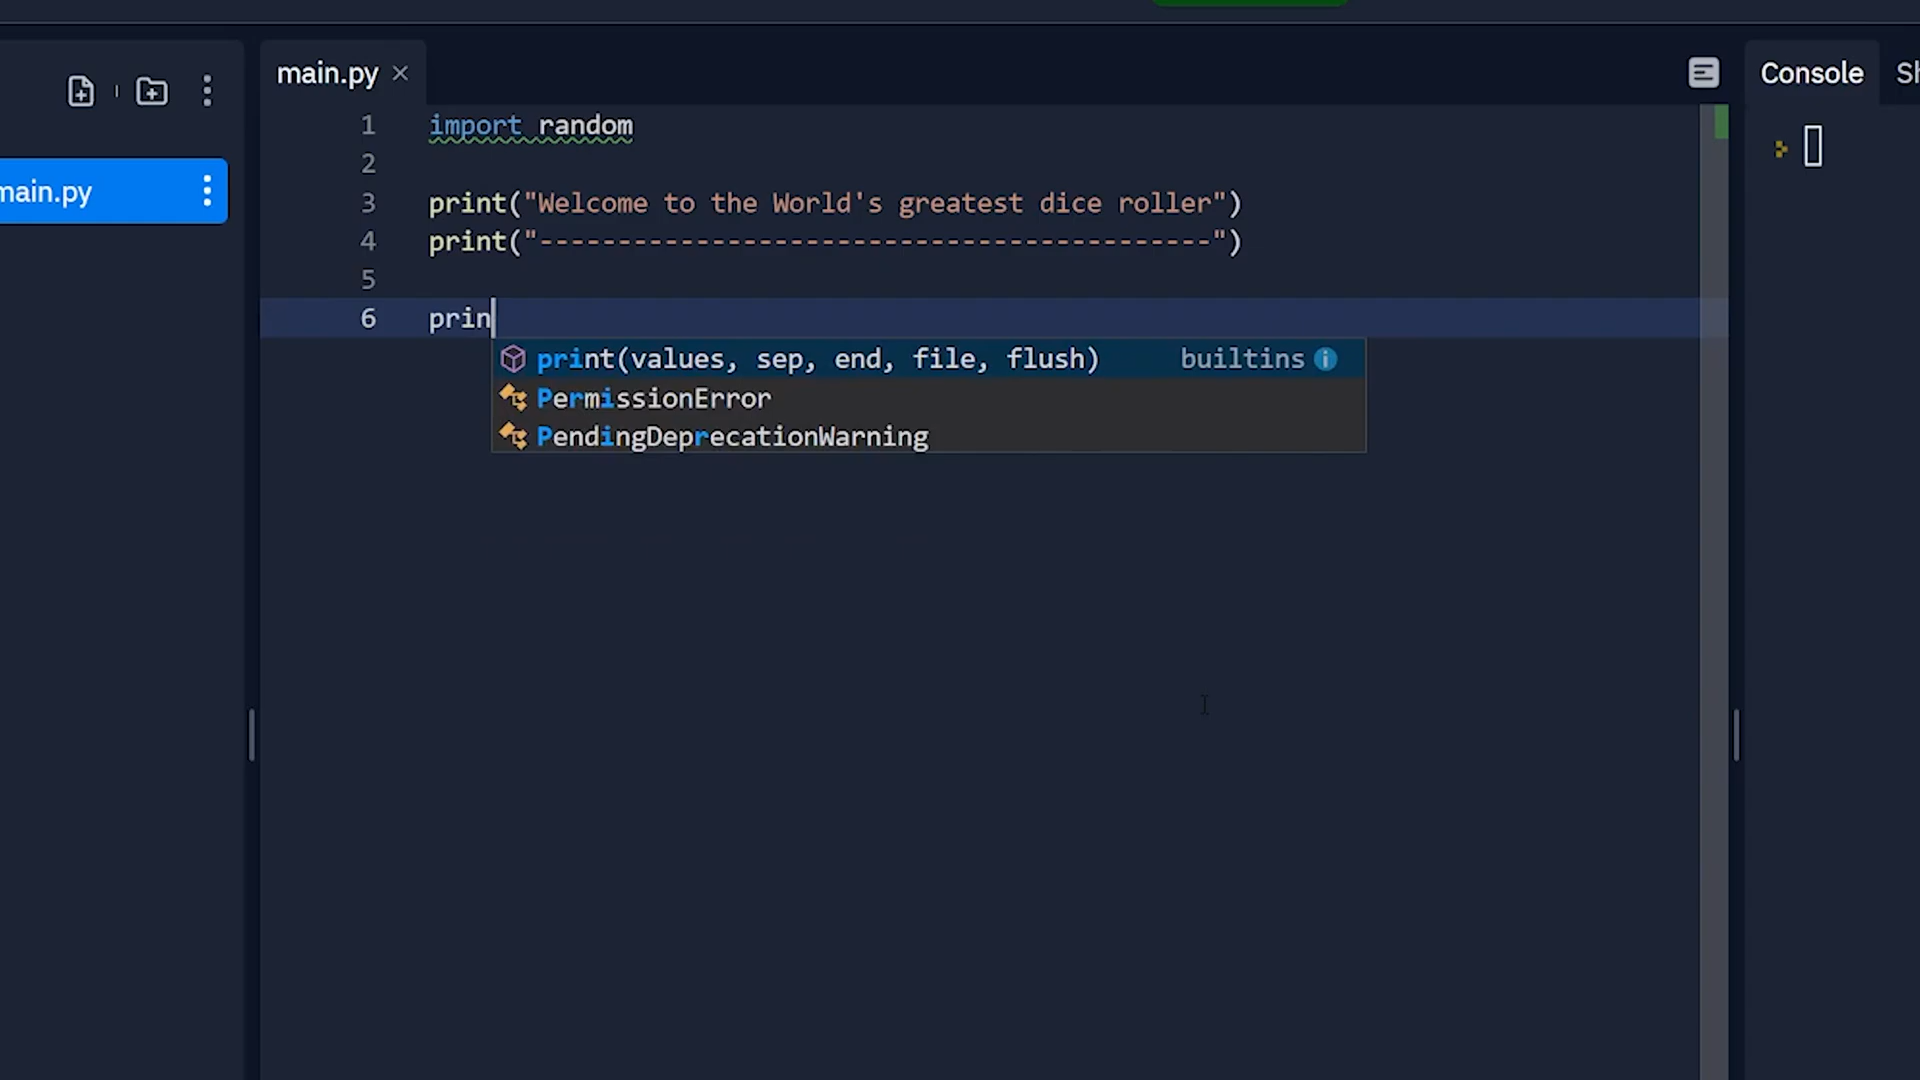 main.py
Console
main.py
1 import random
2
3 print("Welcome to the World's greatest dice roller")
4 print("-------------------------------------------")
5
6 prin
print(values, sep, end, file, flush) builtins
PermissionError
PendingDeprecationWarning